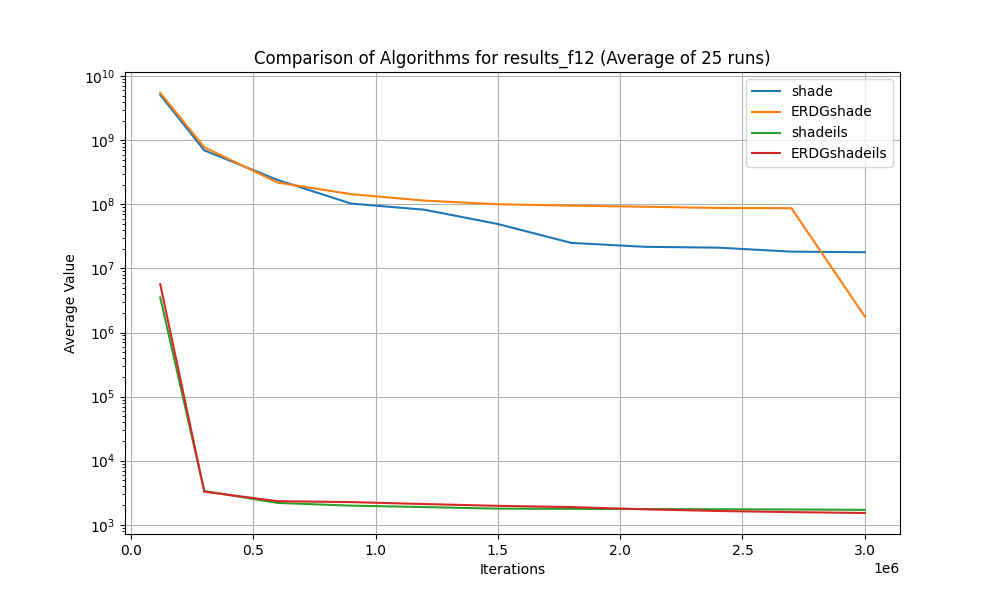 Comparison of Algorithms for results_f12 (Average of 25 runs)
shade
ERDGshade
shadeils
ERDGshadeils
Average Value
10^10
10^9
10^8
10^7
10^6
10^5
10^4
10^3
0.0 0.5 1.0 1.5 2.0 2.5 3.0
1e6
Iterations